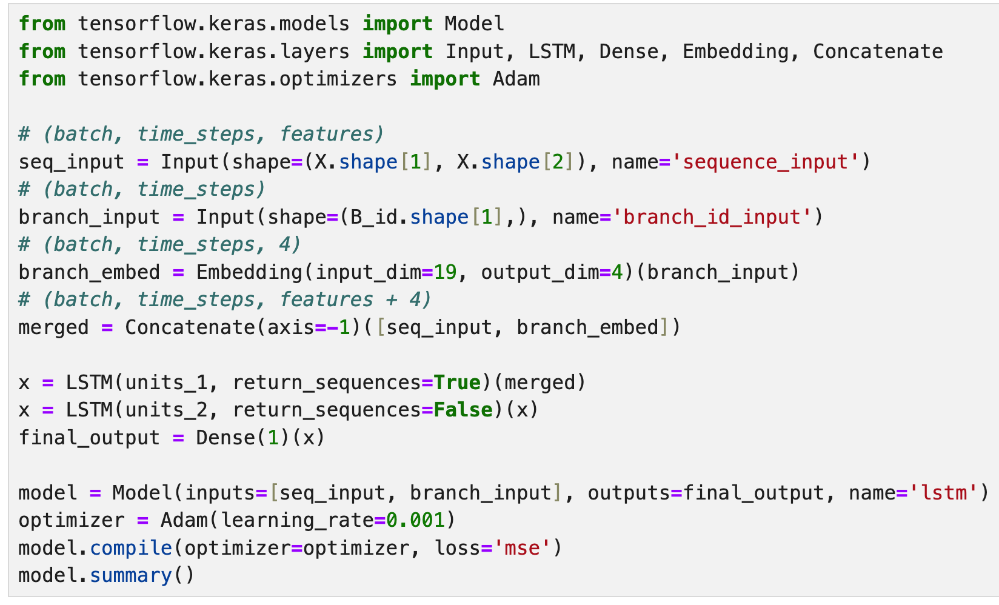 from tensorflow.keras.models import Model
from tensorflow.keras.layers import Input, LSTM, Dense, Embedding, Concatenate
from tensorflow.keras.optimizers import Adam

# (batch, time_steps, features)
seq_input = Input(shape=(X.shape[1], X.shape[2]), name='sequence_input')
# (batch, time_steps)
branch_input = Input(shape=(B_id.shape[1],), name='branch_id_input')
# (batch, time_steps, 4)
branch_embed = Embedding(input_dim=19, output_dim=4)(branch_input)
# (batch, time_steps, features + 4)
merged = Concatenate(axis=-1)([seq_input, branch_embed])

x = LSTM(units_1, return_sequences=True)(merged)
x = LSTM(units_2, return_sequences=False)(x)
final_output = Dense(1)(x)

model = Model(inputs=[seq_input, branch_input], outputs=final_output, name='lstm')
optimizer = Adam(learning_rate=0.001)
model.compile(optimizer=optimizer, loss='mse')
model.summary()